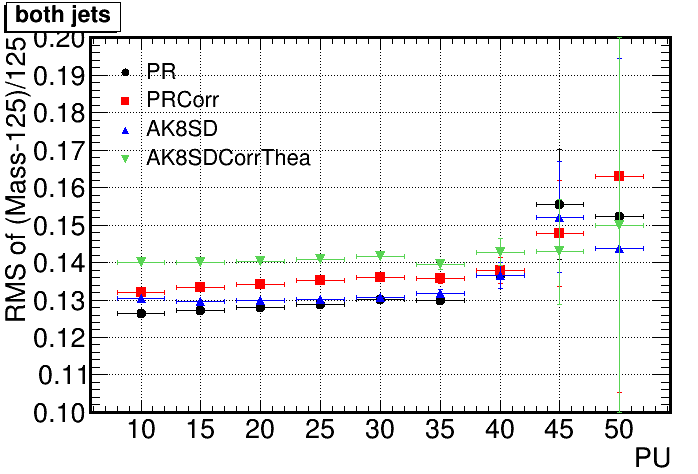 both jets
RMS of (Mass-125)/125
0.20
0.19
0.18
0.17
0.16
0.15
0.14
0.13
0.12
0.11
0.10
PR
PRCorr
AK8SD
AK8SDCorrThea
10 15 20 25 30 35 40 45 50
PU